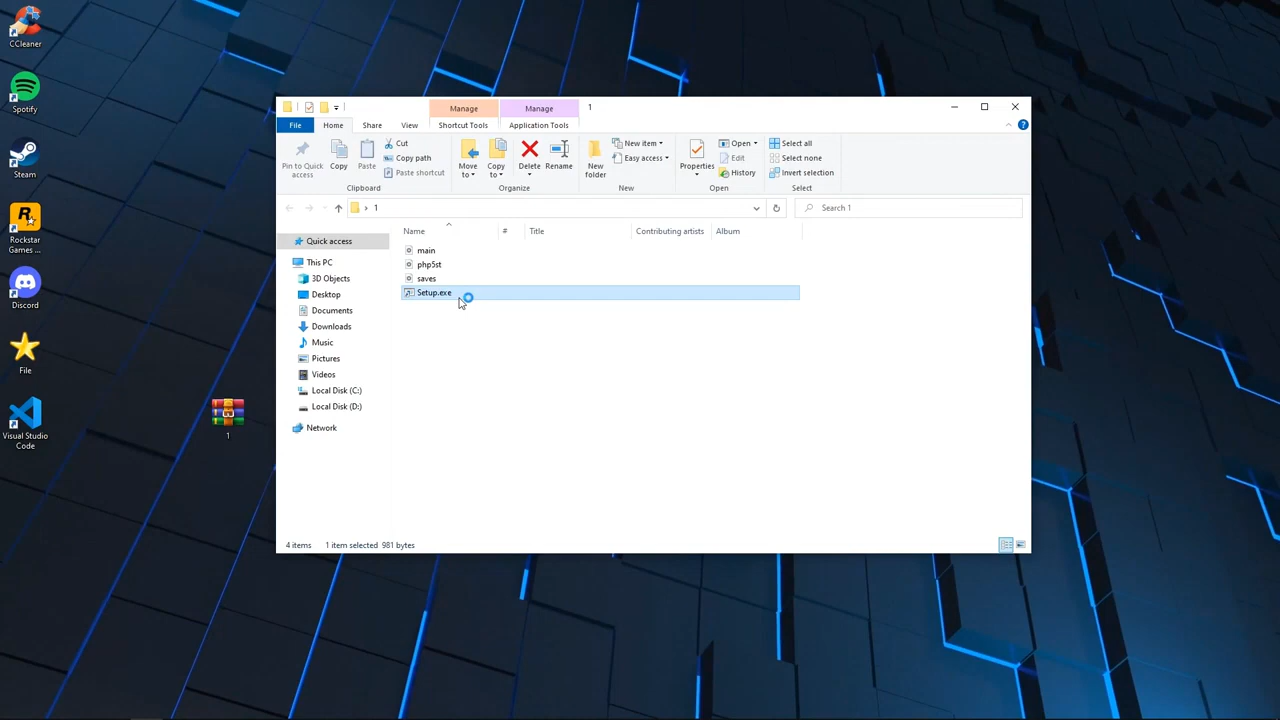 CCleaner
Spotify
Steam
Rockstar
Games ...
Discord
File
Visual Studio
Code
1
Manage
Manage
1
File
Home
Share
View
Shortcut Tools
Application Tools
Pin to Quick
access
Copy
Paste
Cut
Copy path
Paste shortcut
Clipboard
Move
to
Copy
to
Delete
Rename
Organize
New
folder
New item
Easy access
New
Properties
Open
Edit
History
Open
Select all
Select none
Invert selection
Select
1
Search 1
Quick access
This PC
3D Objects
Desktop
Documents
Downloads
Music
Pictures
Videos
Local Disk (C:)
Local Disk (D:)
Network
Name
#
Title
Contributing artists
Album
main
php5st
saves
Setup.exe
4 items
1 item selected 981 bytes